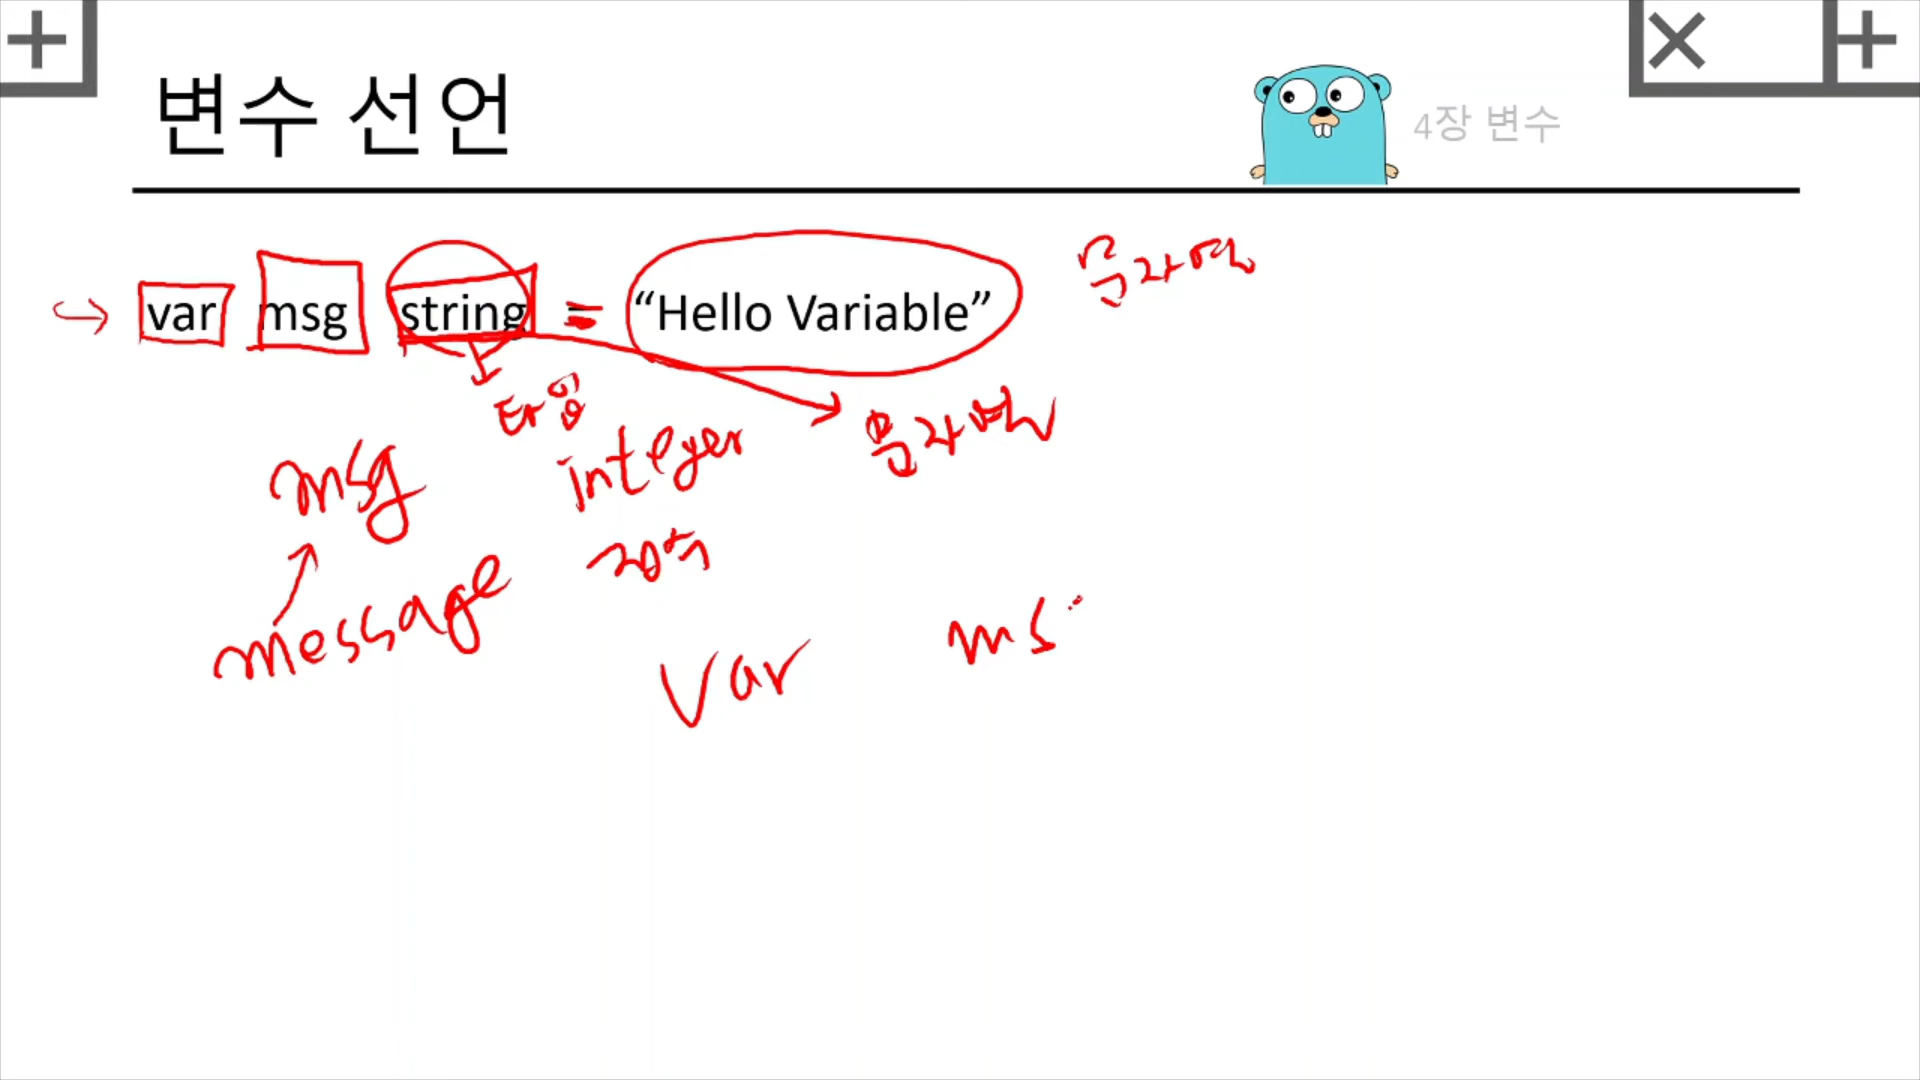 변수 선언
4장 변수
var msg string = “Hello Variable”
문자열
타입
문자열
msg
integer
정수
message
Var ms